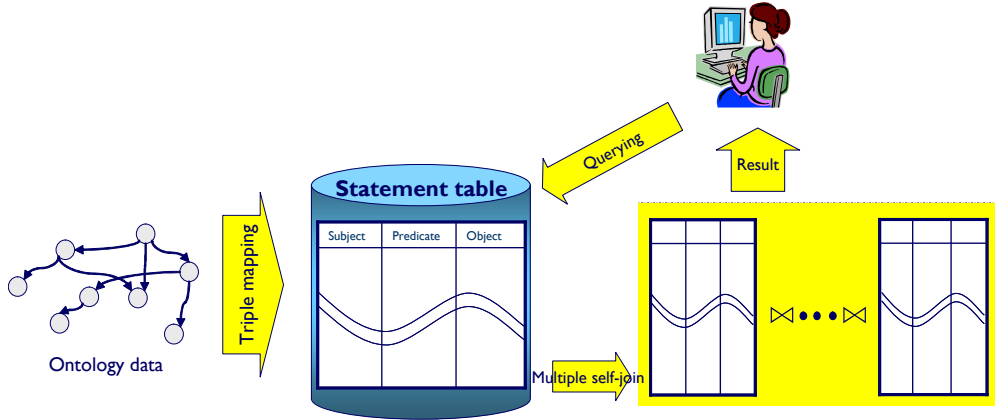 Querying
Result
Statement table
Subject Predicate Object
Triple mapping
Ontology data
Multiple self-join